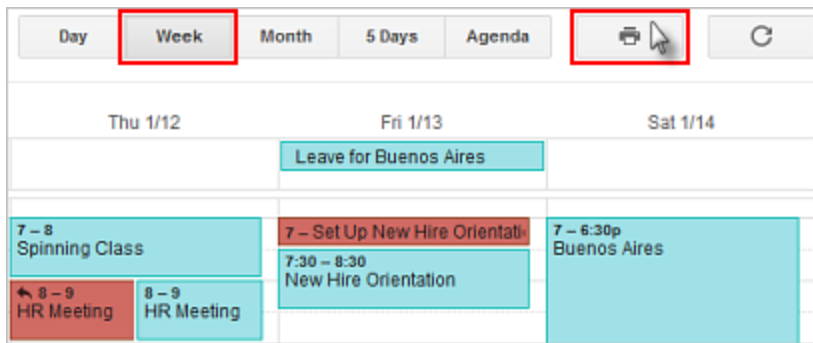 Day Week Month 5 Days Agenda
Thu 1/12 Fri 1/13 Sat 1/14
Leave for Buenos Aires
7 – 8
Spinning Class
8 – 9
HR Meeting
8 – 9
HR Meeting
7 – Set Up New Hire Orientati
7:30 – 8:30
New Hire Orientation
7 – 6:30p
Buenos Aires